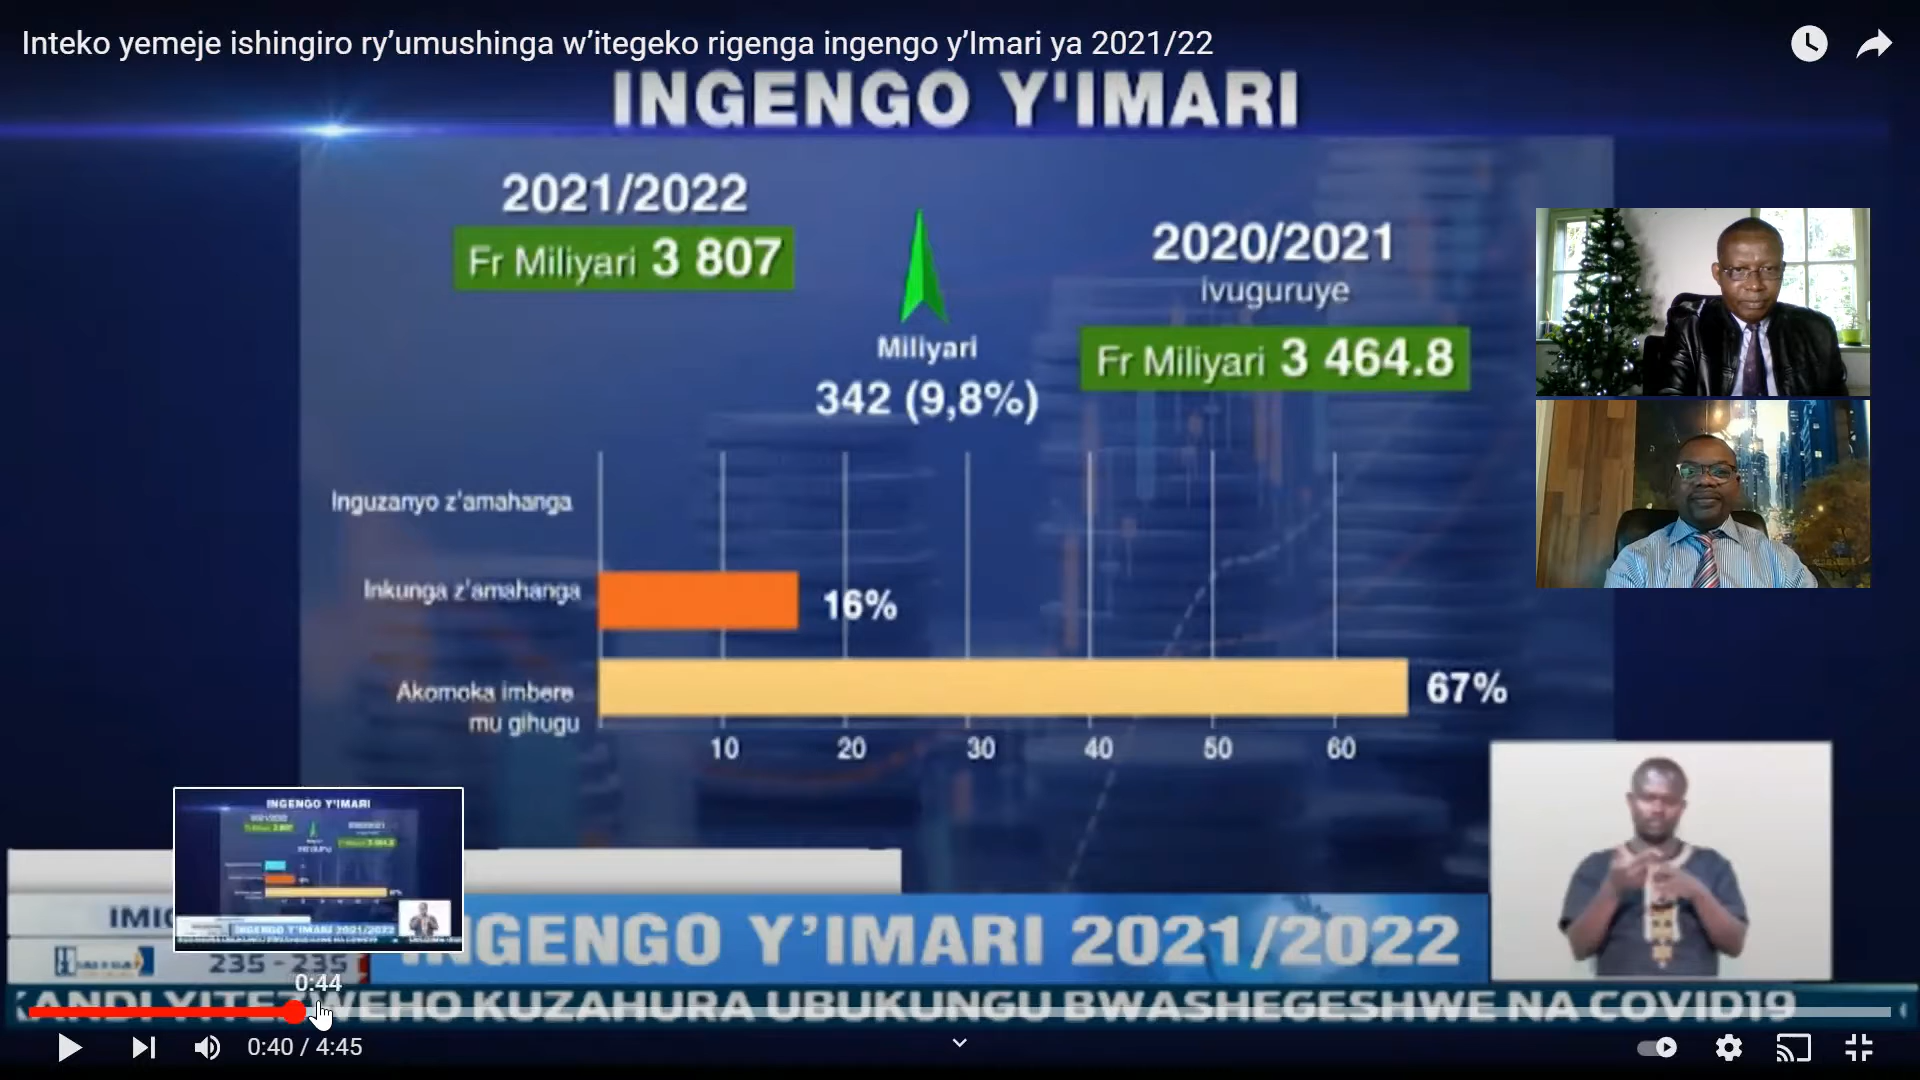 Inteko yemeje ishingiro ry’umushinga w’itegeko rigenga ingengo y’Imari ya 2021/22
INGENGO Y'IMARI
2021/2022
Fr Miliyari 3 807
2020/2021
ivuguruye
Fr Miliyari 3 464.8
Miliyari
342 (9,8%)
Inguzanyo z'amahanga
Inkunga z'amahanga
16%
Akomoka imbere
mu gihugu
67%
10 20 30 40 50 60
INGENGO Y'IMARI
INGENGO Y'IMARI 2021/2022
NGENGO Y’IMARI 2021/2022
235 - 235
0:44
WEHO KUZAHURA UBUKUNGU BWASHEGESHWE NA COVID19
0:40 / 4:45